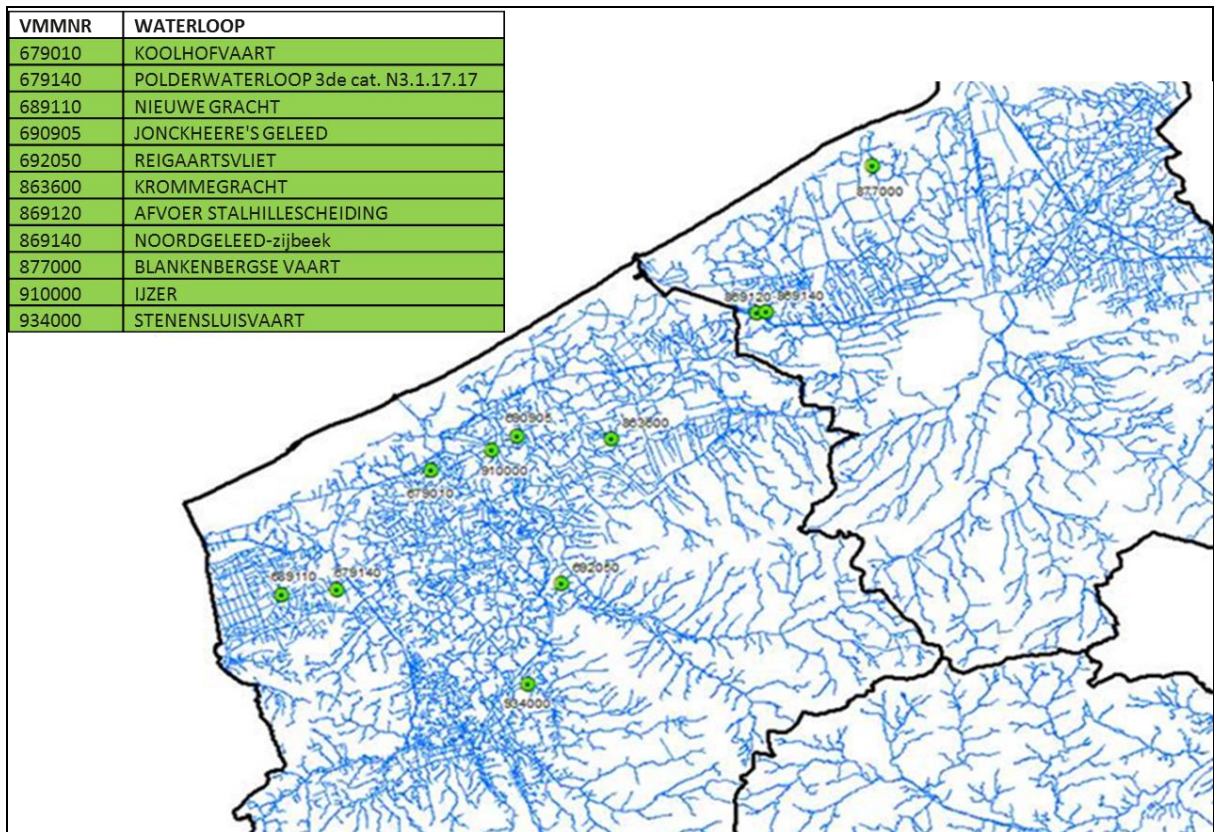 VMMNR WATERLOOP
679010 KOOLHOFVAART
679140 POLDERWATERLOOP 3de cat. N3.1.17.17
689110 NIEUWE GRACHT
690905 JONCKHEERE'S GELEED
692050 REIGAARTSVLIET
863600 KROMMEGRACHT
869120 AFVOER STALHILLESCHEIDING
869140 NOORDGELEED-zijbeek
877000 BLANKENBERGSE VAART
910000 IJZER
934000 STENENSLUISVAART
877000
869120 869140
690905
863600
910000
679010
692050
689110 679140
934000